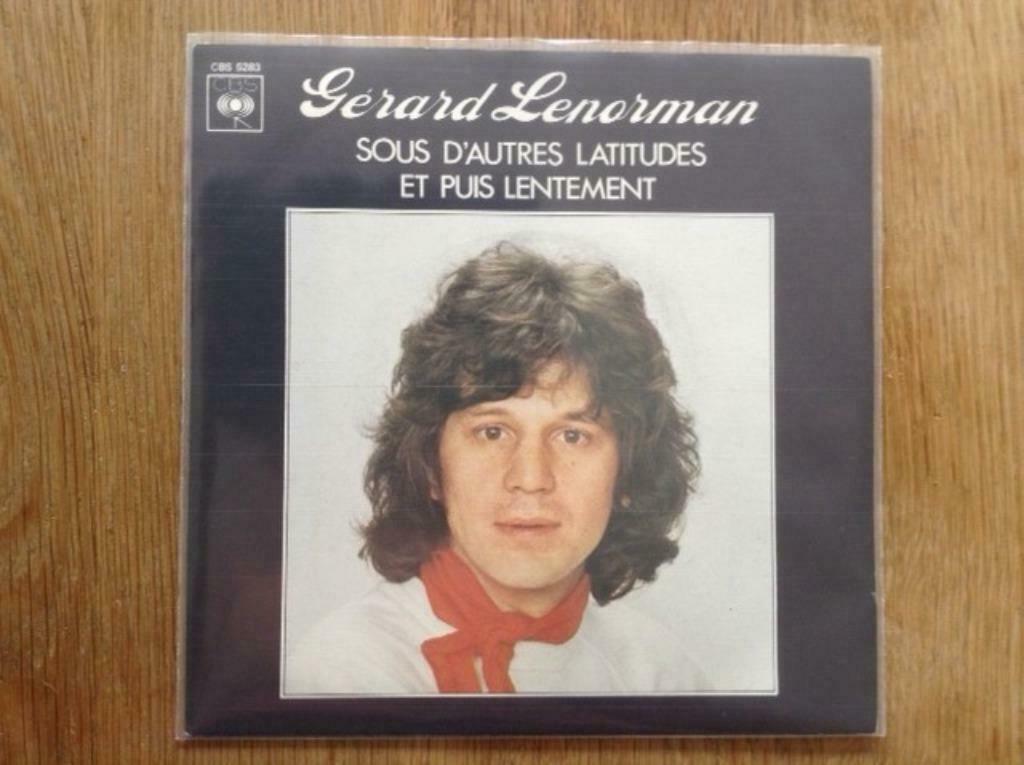 CBS 5283
CBS
Gérard Lenorman
SOUS D'AUTRES LATITUDES
ET PUIS LENTEMENT